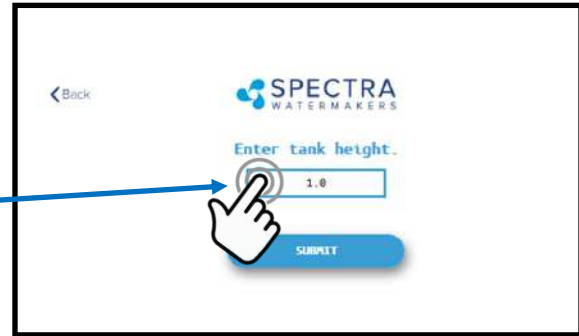 Back
SPECTRA
WATERMAKERS
Enter tank height.
1.0
SUBMIT